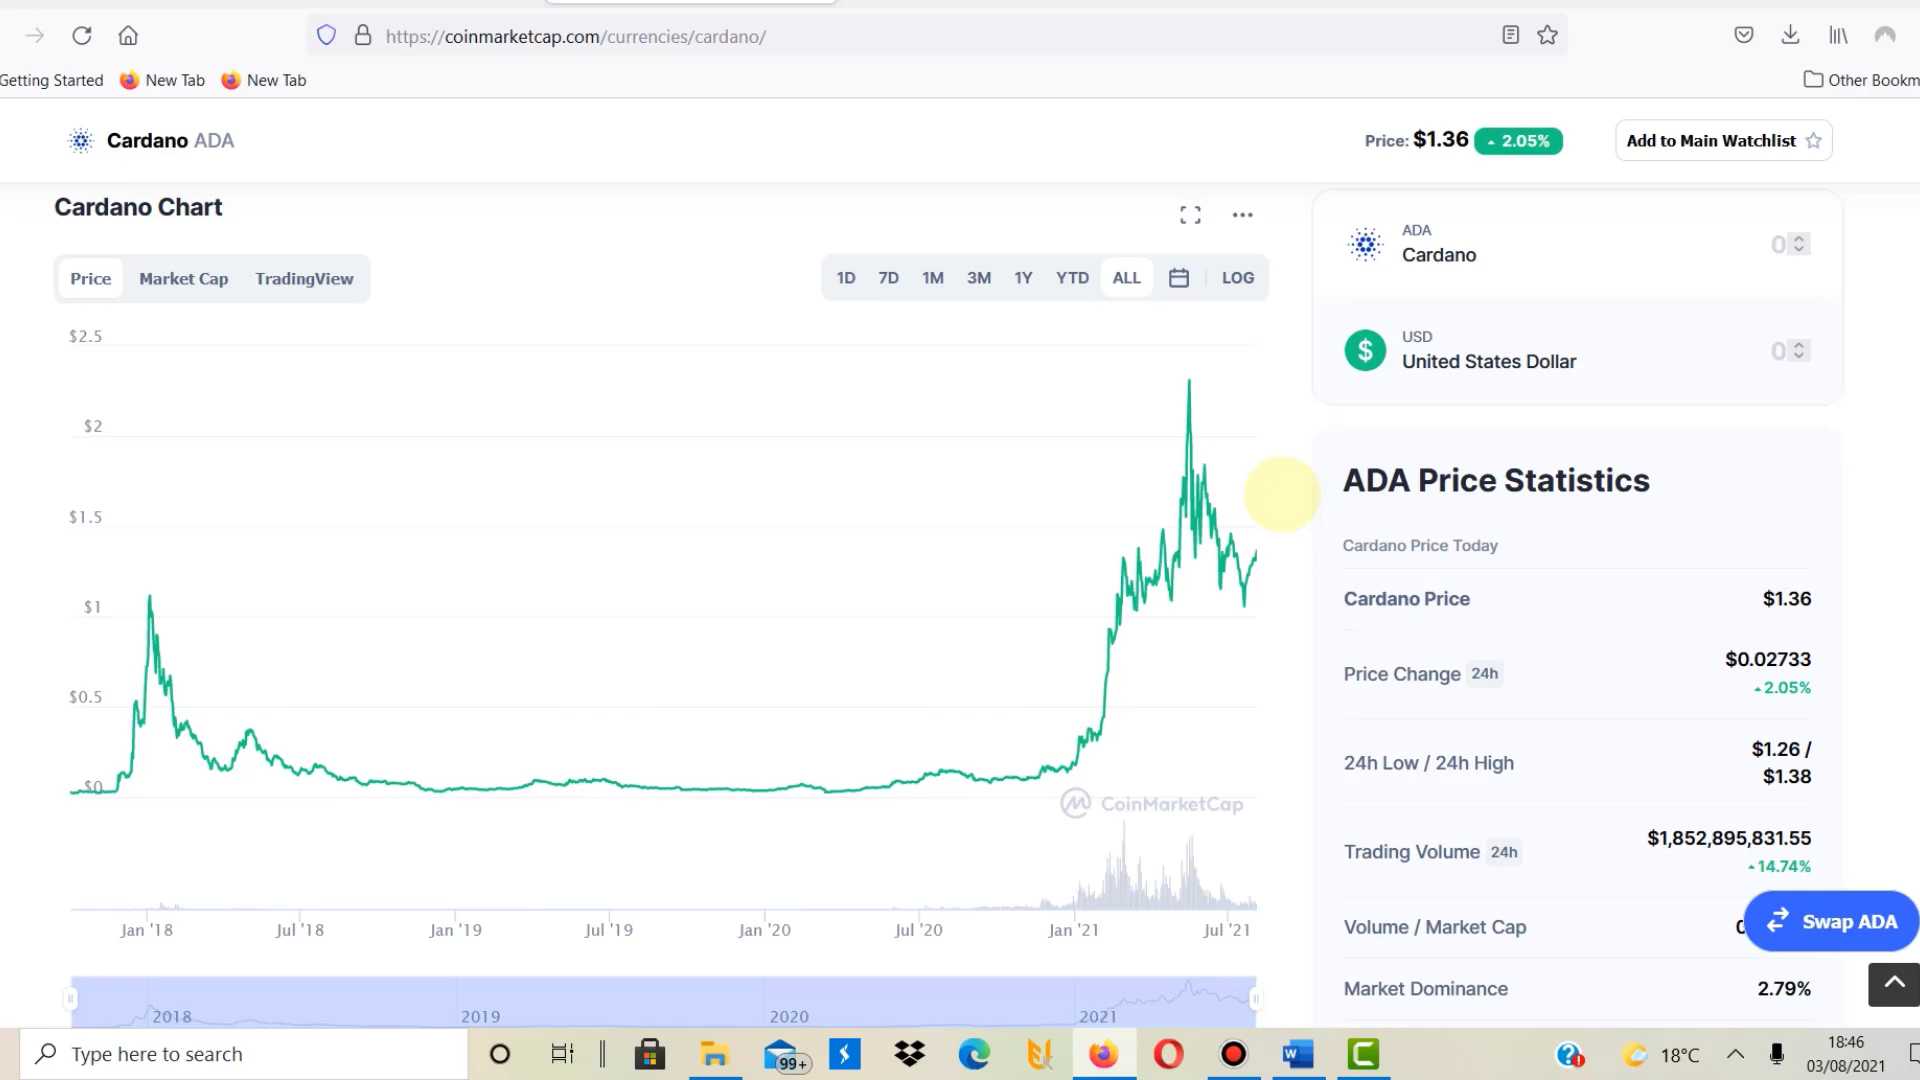 https://coinmarketcap.com/currencies/cardano/
Getting Started New Tab New Tab Other Bookm
Cardano ADA Price: $1.36 2.05% Add to Main Watchlist
Cardano Chart
Price Market Cap TradingView 1D 7D 1M 3M 1Y YTD ALL LOG
$2.5
$2
$1.5
$1
$0.5
$0
CoinMarketCap
Jan '18 Jul '18 Jan '19 Jul '19 Jan '20 Jul '20 Jan '21 Jul '21
2018 2019 2020 2021
ADA
Cardano 0
USD
$ United States Dollar 0
ADA Price Statistics
Cardano Price Today
Cardano Price $1.36
Price Change 24h $0.02733
2.05%
24h Low / 24h High $1.26 /
$1.38
Trading Volume 24h $1,852,895,831.55
14.74%
Volume / Market Cap
Swap ADA
Market Dominance 2.79%
Type here to search 99+ 18°C 18:46
03/08/2021